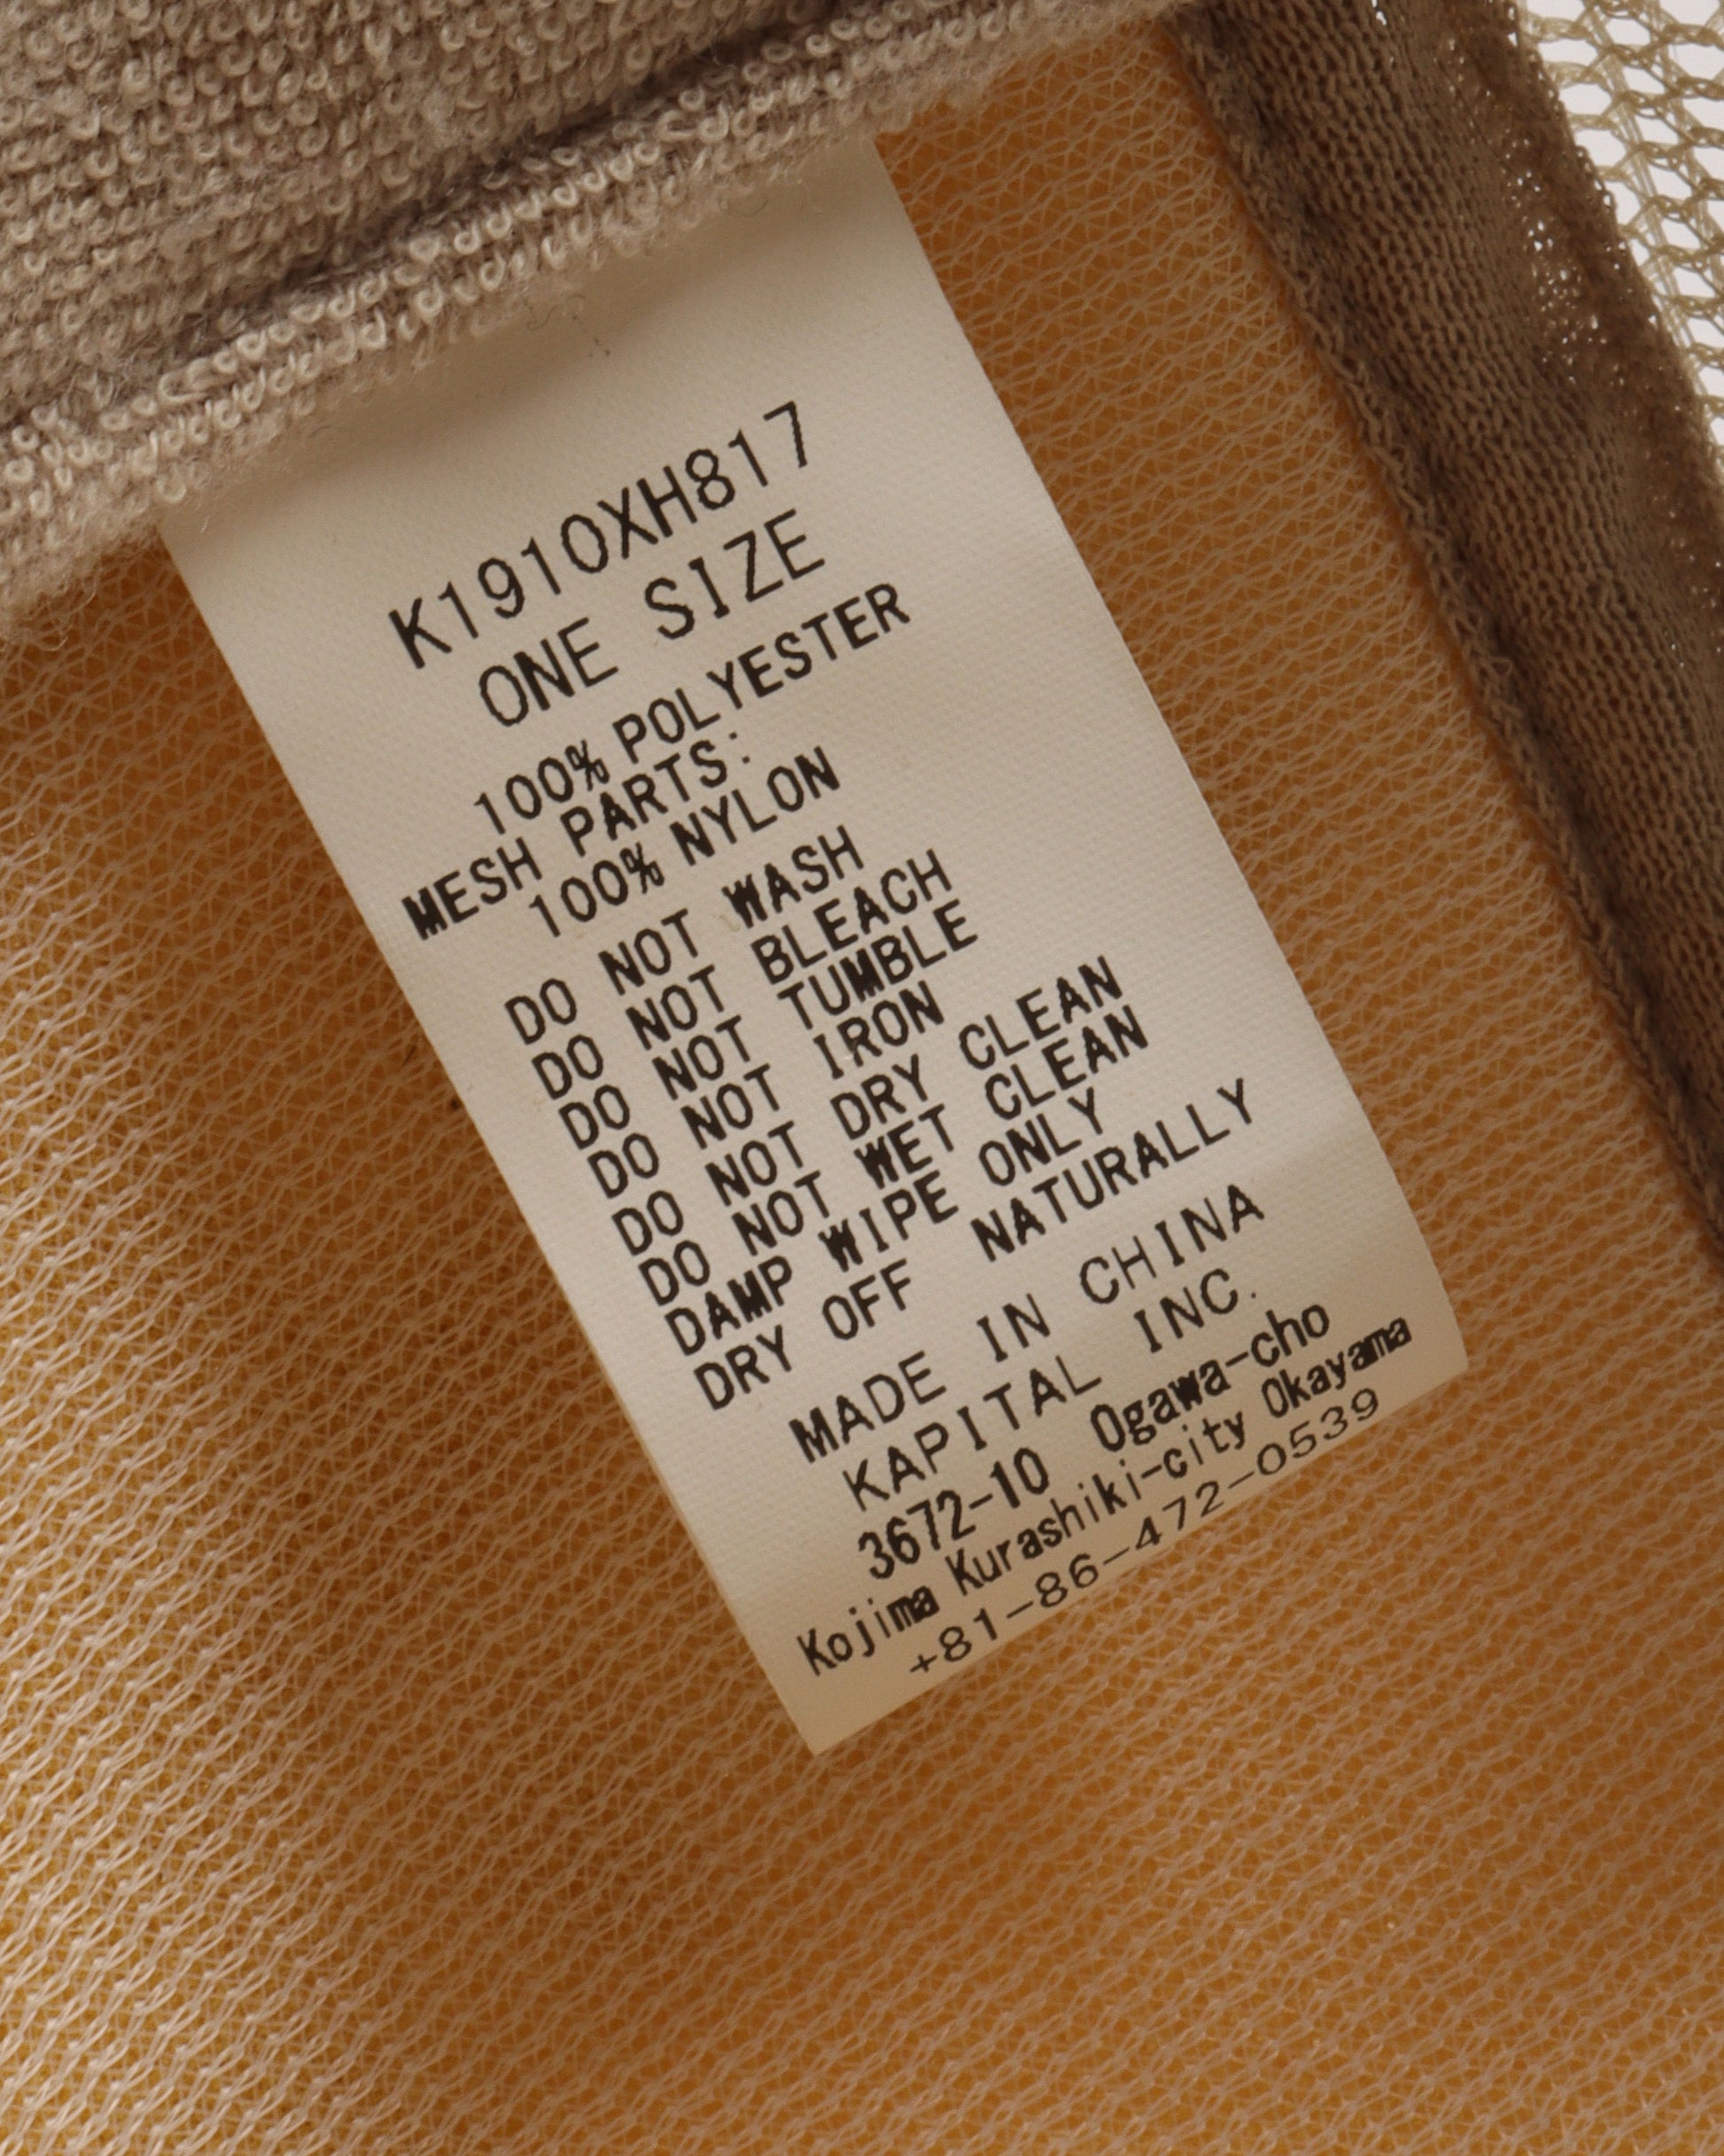 K1910XH817
ONE SIZE
100% POLYESTER
MESH PARTS:
100% NYLON
DO NOT WASH
DO NOT BLEACH
DO NOT TUMBLE
DO NOT IRON
DO NOT DRY CLEAN
DO NOT WET CLEAN
DAMP WIPE ONLY
DRY OFF NATURALLY
MADE IN CHINA
KAPITAL INC.
3672-10 Ogawa-cho
Kojima Kurashiki-city Okayama
+81-86-472-0539